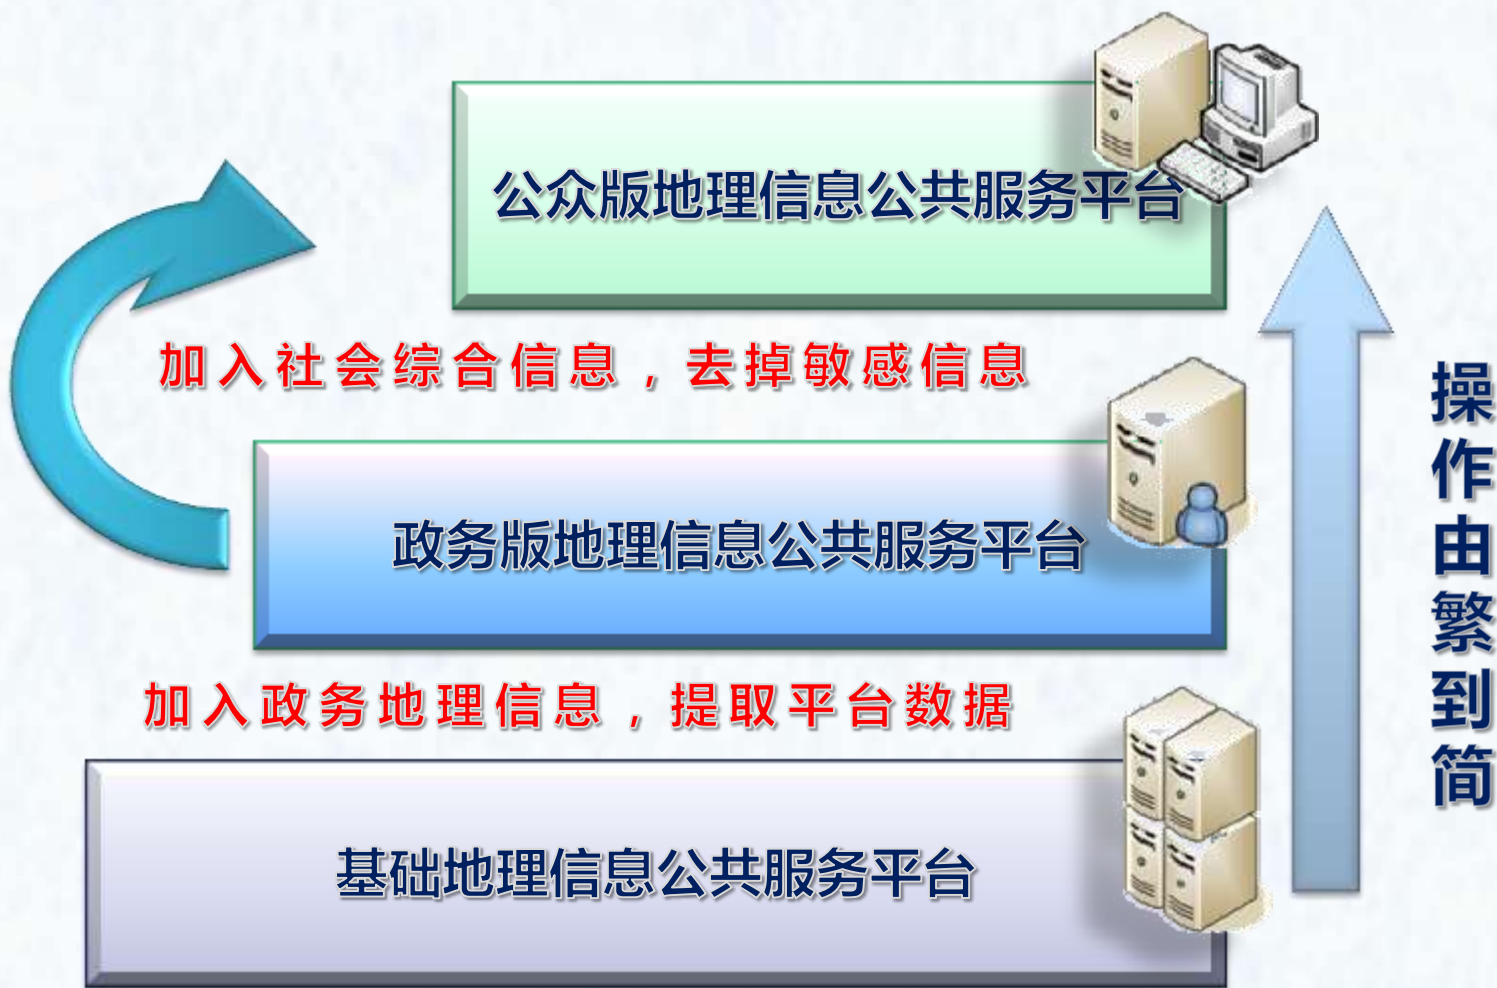 公众版地理信息公共服务平台
加入社会综合信息，去掉敏感信息
政务版地理信息公共服务平台
加入政务地理信息，提取平台数据
基础地理信息公共服务平台
操作由繁到简